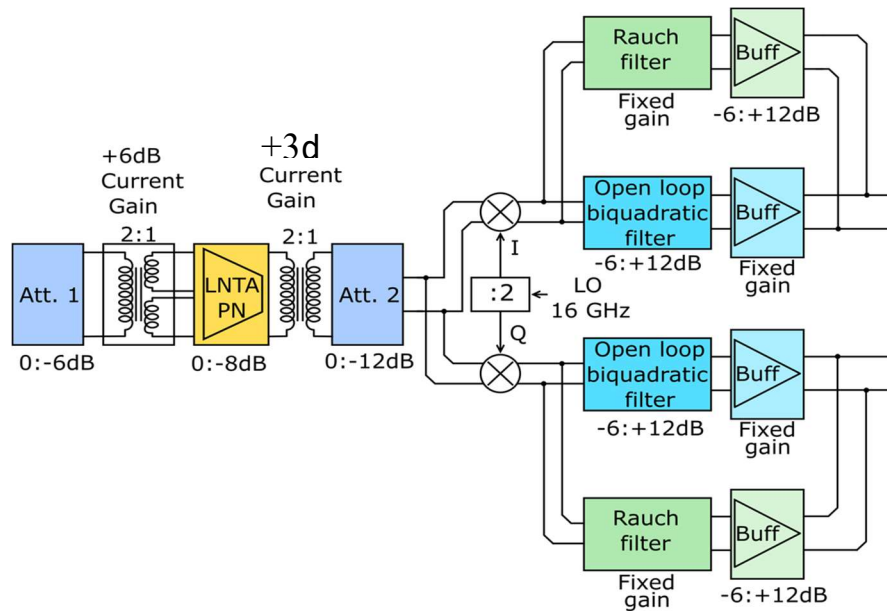 Rauch
filter
Fixed
gain
Buff
-6:+12dB
+6dB
Current
Gain
2:1
+3d
Current
Gain
2:1
Open loop
biquadratic
filter
-6:+12dB
Buff
Fixed
gain
Att. 1
0:-6dB
LNTA
PN
0:-8dB
Att. 2
0:-12dB
I
:2
Q
LO
16 GHz
Open loop
biquadratic
filter
-6:+12dB
Buff
Fixed
gain
Rauch
filter
Fixed
gain
Buff
-6:+12dB